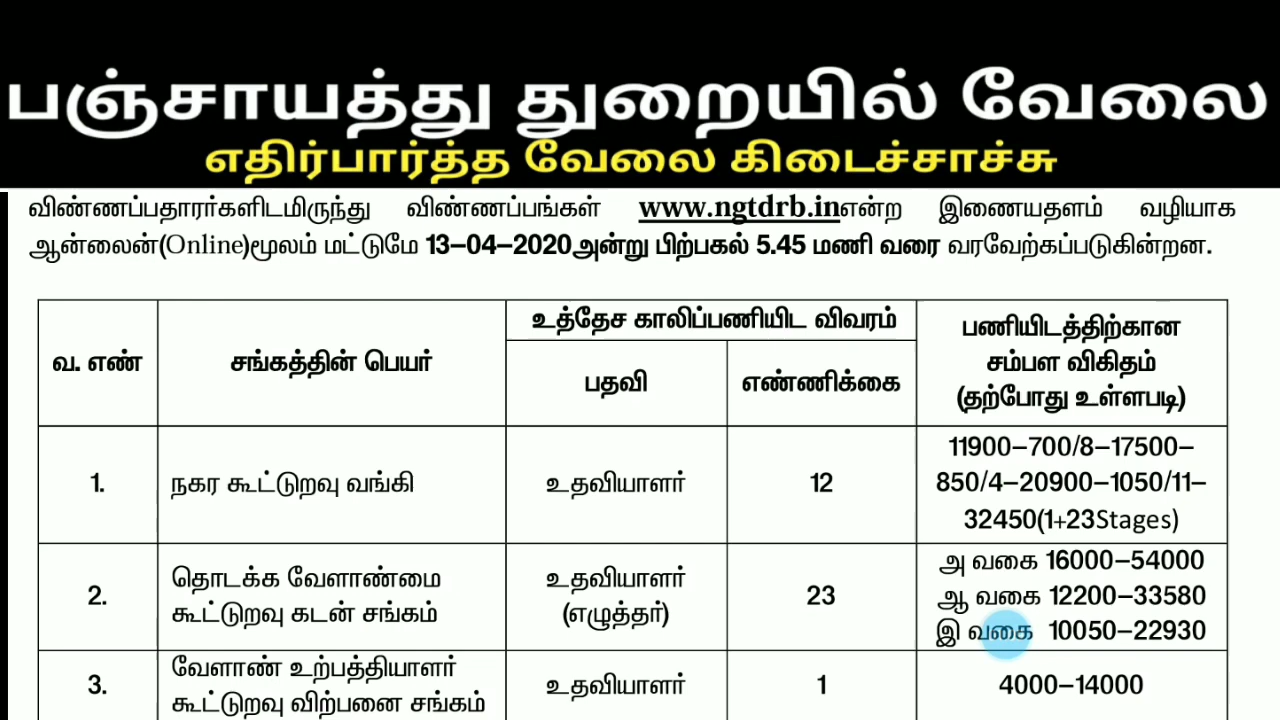 பஞ்சாயத்து துறையில் வேலை
எதிர்பார்த்த வேலை கிடைச்சாச்சு
விண்ணப்பதாரர்களிடமிருந்து விண்ணப்பங்கள் www.ngtdrb.inஎன்ற இணையதளம் வழியாக
ஆன்லைன்(Online)மூலம் மட்டுமே 13–04–2020அன்று பிற்பகல் 5.45 மணி வரை வரவேற்கப்படுகின்றன.
வ. எண்
சங்கத்தின் பெயர்
உத்தேச காலிப்பணியிட விவரம்
பதவி
எண்ணிக்கை
பணியிடத்திற்கான
சம்பள விகிதம்
(தற்போது உள்ளபடி)
1.
நகர கூட்டுறவு வங்கி
உதவியாளர்
12
11900–700/8–17500–
850/4–20900–1050/11–
32450(1+23Stages)
2.
தொடக்க வேளாண்மை
கூட்டுறவு கடன் சங்கம்
உதவியாளர்
(எழுத்தர்)
23
அ வகை 16000–54000
ஆ வகை 12200–33580
இ வகை 10050–22930
3.
வேளாண் உற்பத்தியாளர்
கூட்டுறவு விற்பனை சங்கம்
உதவியாளர்
1
4000–14000